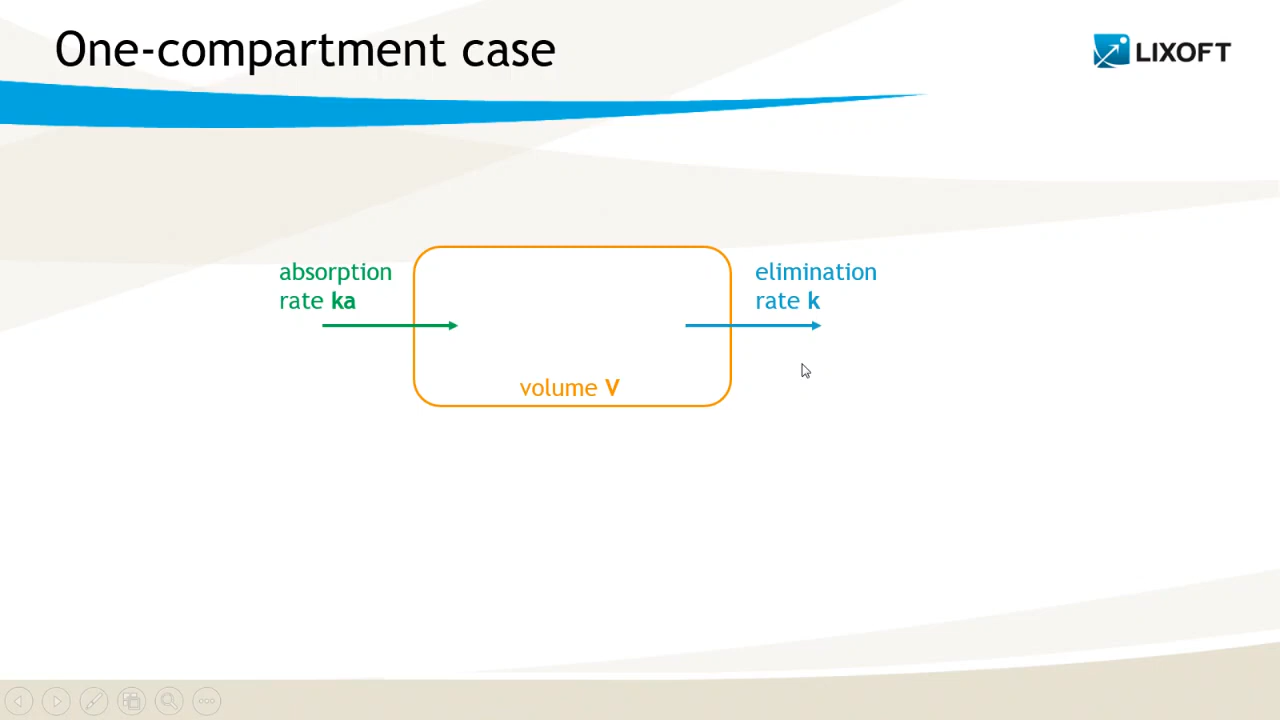 One-compartment case
LIXOFT
absorption
rate ka
elimination
rate k
volume V